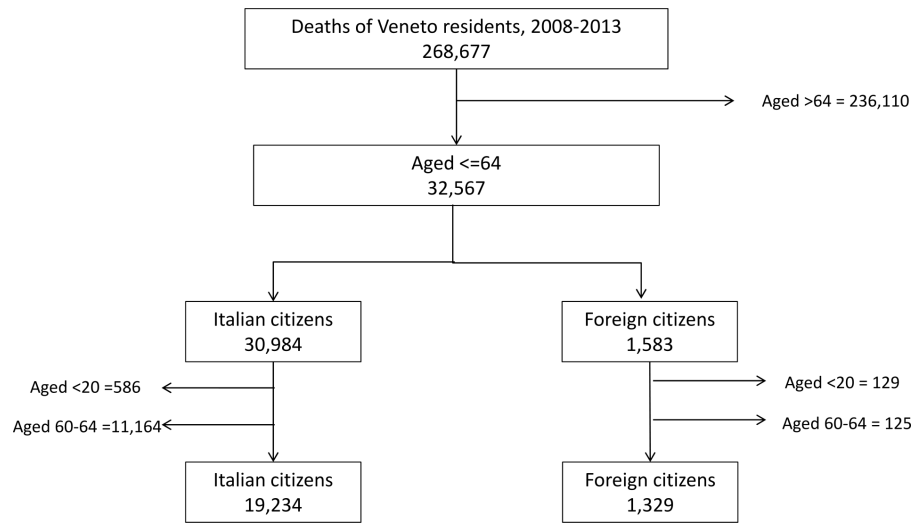 Deaths of Veneto residents, 2008-2013
268,677
Aged >64 = 236,110
Aged <=64
32,567
Italian citizens
30,984
Foreign citizens
1,583
Aged <20 =586
Aged <20 = 129
Aged 60-64 =11,164
Aged 60-64 = 125
Italian citizens
19,234
Foreign citizens
1,329